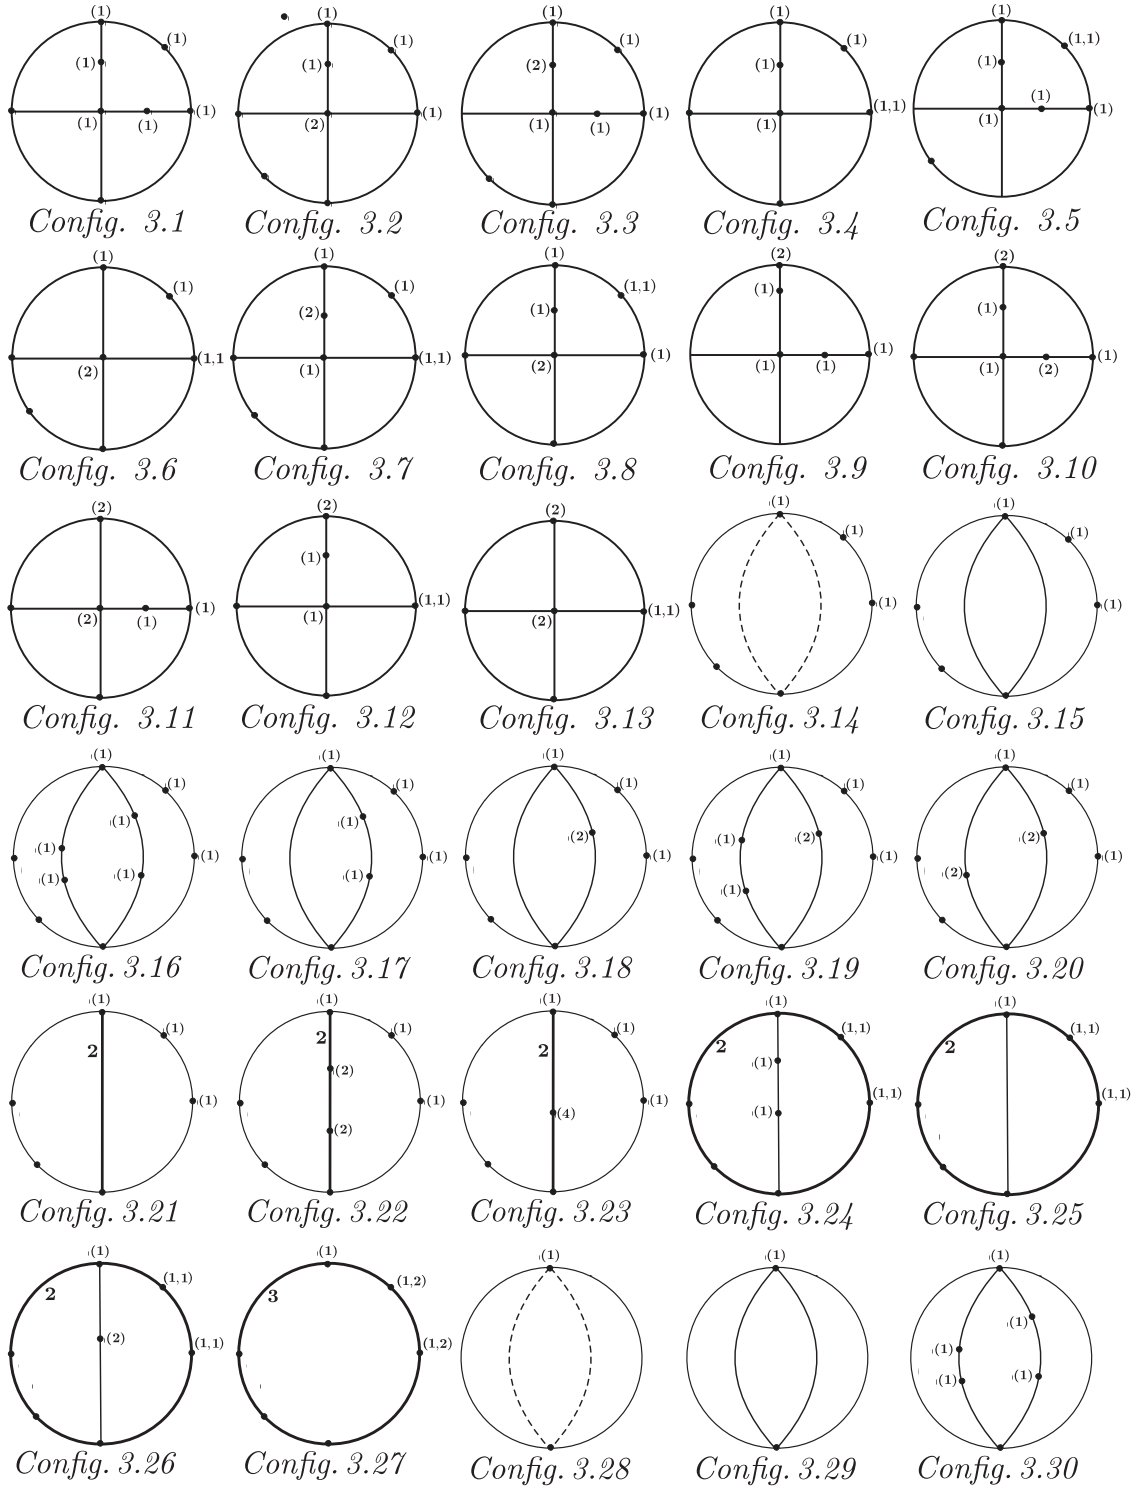 (1) (1) (1) (1) (1)
(1) (1) (1) (1) (1,1)
(1) (1) (2) (1) (1)
(1) (1) (1) (1,1) (1) (1)
(1) (1) (2) (1) (1) (1) (1)
Config. 3.1 Config. 3.2 Config. 3.3 Config. 3.4 Config. 3.5
(1) (1) (1) (2) (2)
(1) (1) (1,1)
(2) (1) (1) (1)
(1,1 (1,1) (1) (1) (1)
(2) (1) (2) (1) (1) (1) (2)
Config. 3.6 Config. 3.7 Config. 3.8 Config. 3.9 Config. 3.10
(2) (2) (2) (1) (1)
(1) (1) (1)
(1) (1,1) (1,1) (1) (1)
(2) (1) (1) (2)
Config. 3.11 Config. 3.12 Config. 3.13 Config. 3.14 Config. 3.15
(1) (1) (1) (1) (1)
(1) (1) (1) (1) (1)
(1) (1) (2) (1) (2) (2)
(1) (1) (1) (1) (1) (1)
(1) (1) (1) (1) (2)
Config. 3.16 Config. 3.17 Config. 3.18 Config. 3.19 Config. 3.20
(1) (1) (1) (1) (1)
(1) (1) (1) (1,1) (1,1)
2 2 2 2 2
(2) (1)
(1) (1) (1) (1,1) (1,1)
(2) (4) (1)
Config. 3.21 Config. 3.22 Config. 3.23 Config. 3.24 Config. 3.25
(1) (1) (1) (1) (1)
(1,1) (1,2)
2 3 (1)
(2) (1,1) (1,2) (1)
(1) (1)
Config. 3.26 Config. 3.27 Config. 3.28 Config. 3.29 Config. 3.30